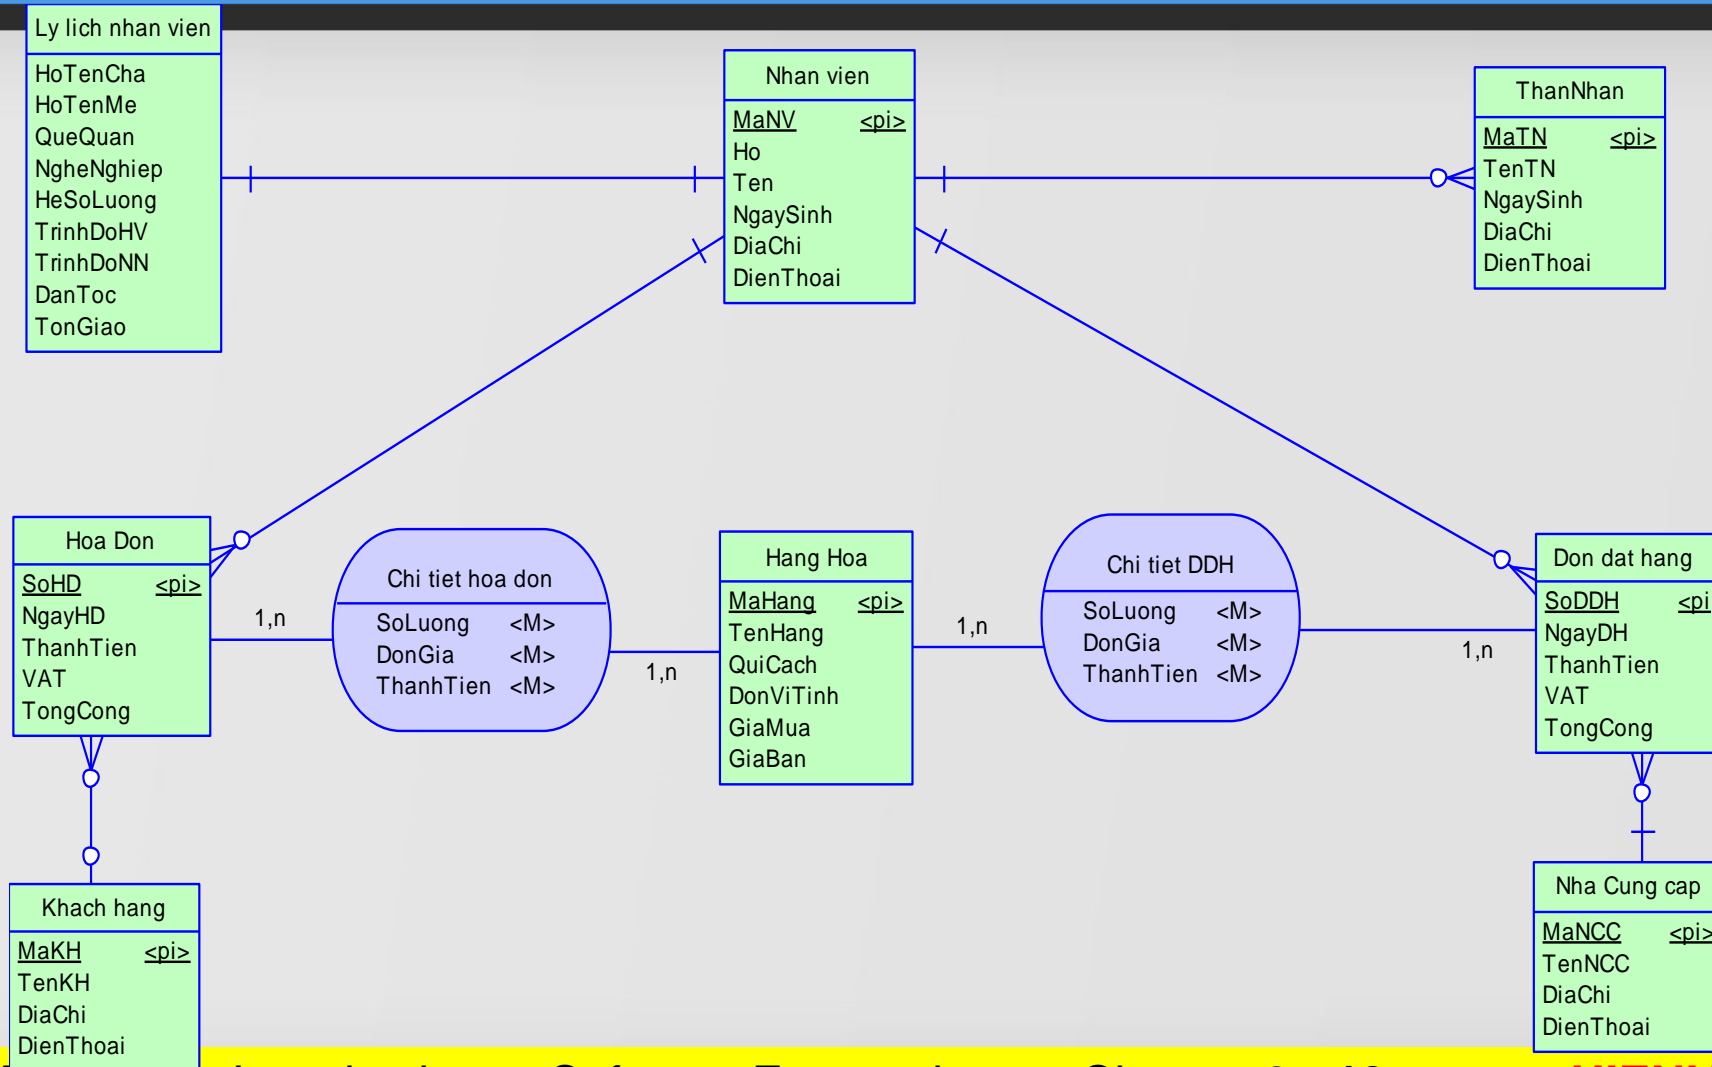 Ly lich nhan vien
HoTenCha
HoTenMe
QueQuan
NgheNghiep
HeSoLuong
TrinhDoHV
TrinhDoNN
DanToc
TonGiao
Nhan vien
MaNV <pi>
Ho
Ten
NgaySinh
DiaChi
DienThoai
ThanNhan
MaTN <pi>
TenTN
NgaySinh
DiaChi
DienThoai
Hoa Don
SoHD <pi>
NgayHD
ThanhTien
VAT
TongCong
1,n
Chi tiet hoa don
SoLuong <M>
DonGia <M>
ThanhTien <M>
1,n
Hang Hoa
MaHang <pi>
TenHang
QuiCach
DonViTinh
GiaMua
GiaBan
1,n
Chi tiet DDH
SoLuong <M>
DonGia <M>
ThanhTien <M>
1,n
Don dat hang
SoDDH <pi
NgayDH
ThanhTien
VAT
TongCong
Khach hang
MaKH <pi>
TenKH
DiaChi
DienThoai
Nha Cung cap
MaNCC <pi>
TenNCC
DiaChi
DienThoai